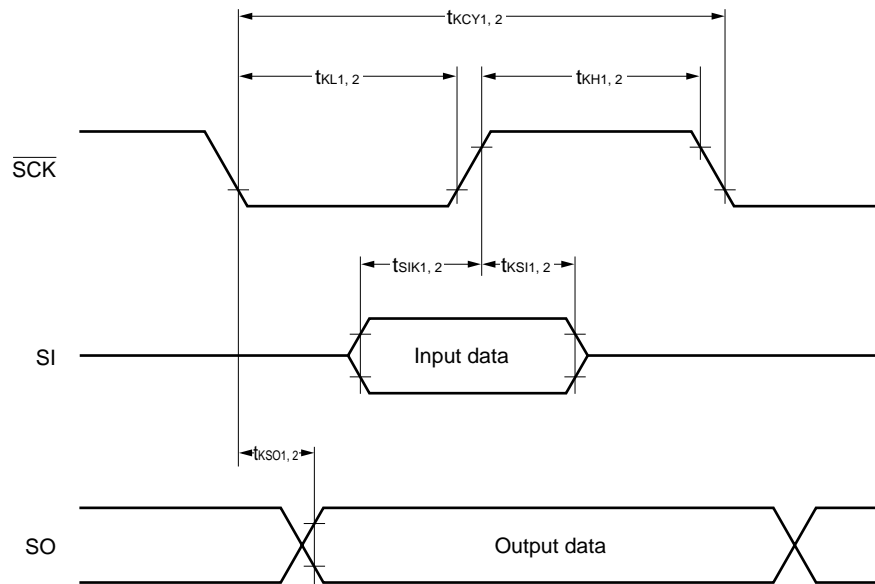 tKCY1, 2
tKL1, 2
tKH1, 2
SCK
tSIK1, 2
tKSI1, 2
SI
Input data
tKSO1, 2
SO
Output data